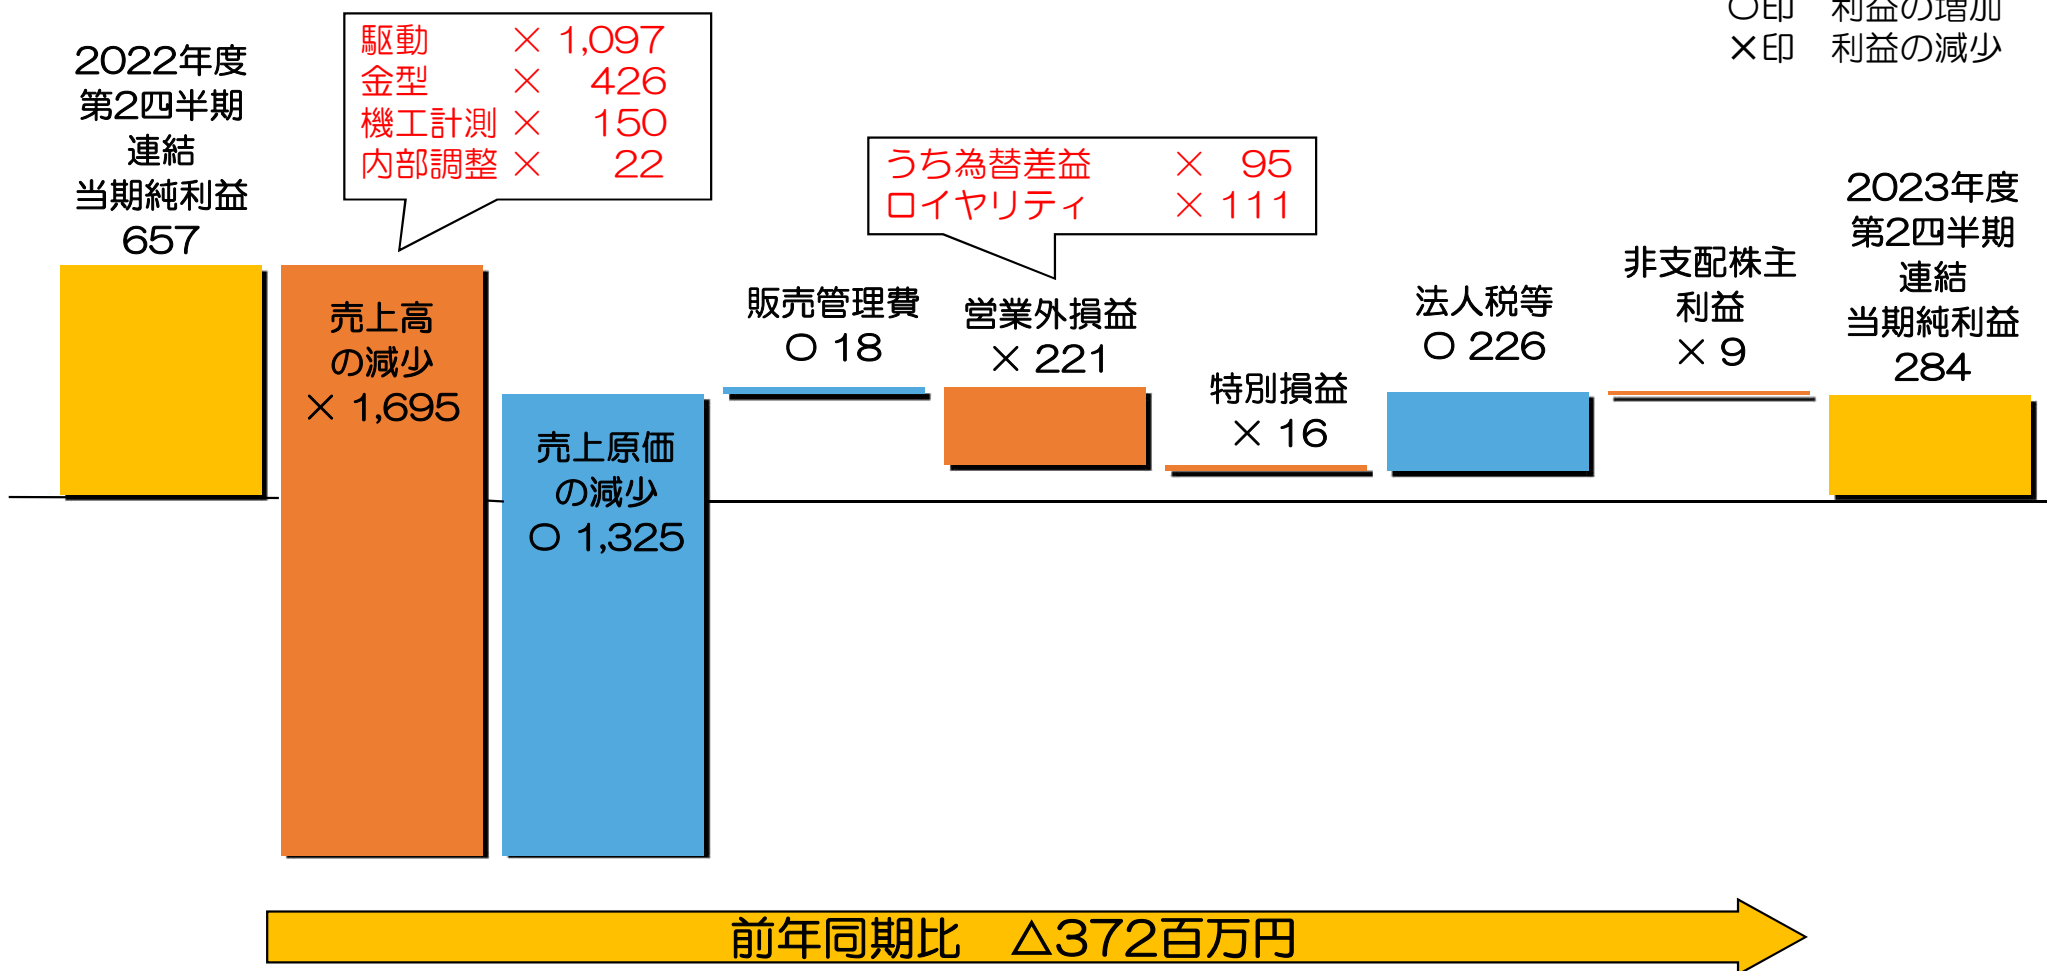 〇印　利益の増加
×印　利益の減少
2022年度
第2四半期
連結
当期純利益
657
駆動　× 1,097
金型　× 426
機工計測 × 150
内部調整 × 22
売上高
の減少
× 1,695
売上原価
の減少
〇 1,325
販売管理費
〇 18
うち為替差益　× 95
ロイヤリティ　× 111
営業外損益
× 221
特別損益
× 16
法人税等
〇 226
非支配株主
利益
× 9
2023年度
第2四半期
連結
当期純利益
284
前年同期比　△372百万円